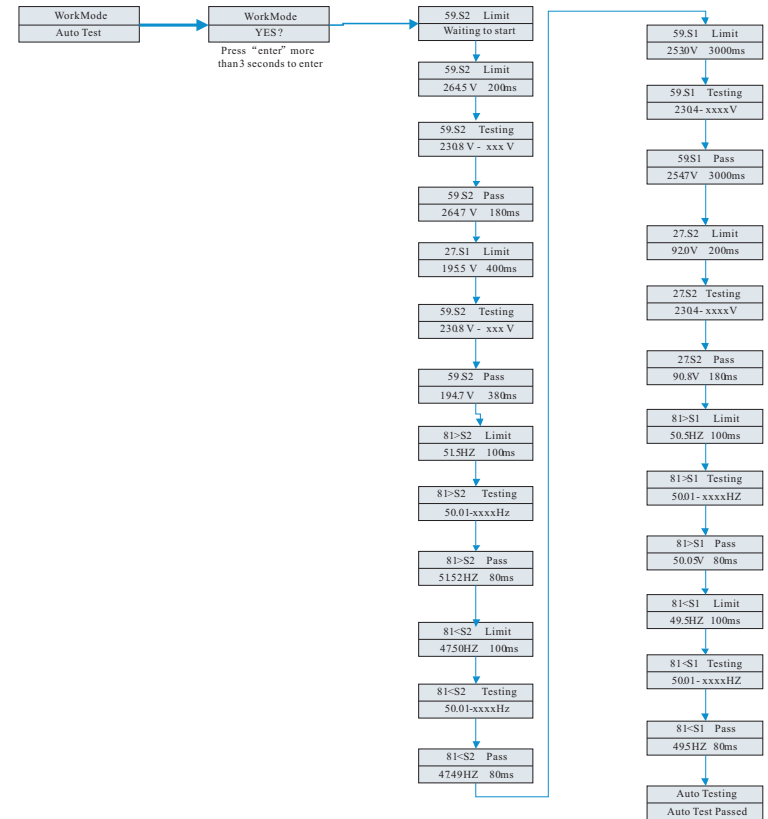 WorkMode
Auto Test
WorkMode
YES?
Press “enter” more
than3 seconds to enter
59.S2 Limit
Waiting to start
59.S2 Limit
264.5 V 200ms
59.S2 Testing
230.8 V - xxx V
59.S2 Pass
264.7 V 180ms
27.S1 Limit
195.5 V 400ms
59.S2 Testing
230.8 V - xxx V
59.S2 Pass
194.7 V 380ms
81>S2 Limit
51.5HZ 100ms
81>S2 Testing
50.01-xxxxHz
81>S2 Pass
51.52HZ 80ms
81<S2 Limit
47.50HZ 100ms
81<S2 Testing
50.01-xxxxHz
81<S2 Pass
47.49HZ 80ms
59.S1 Limit
253.0V 3000ms
59.S1 Testing
230.4- xxxxV
59.S1 Pass
254.7V 3000ms
27.S2 Limit
92.0V 200ms
27.S2 Testing
230.4- xxxxV
27.S2 Pass
90.8V 180ms
81>S1 Limit
50.5HZ 100ms
81>S1 Testing
50.01- xxxxHZ
81>S1 Pass
50.05V 80ms
81<S1 Limit
49.5HZ 100ms
81<S1 Testing
50.01- xxxxHZ
81<S1 Pass
49.5HZ 80ms
Auto Testing
Auto Test Passed